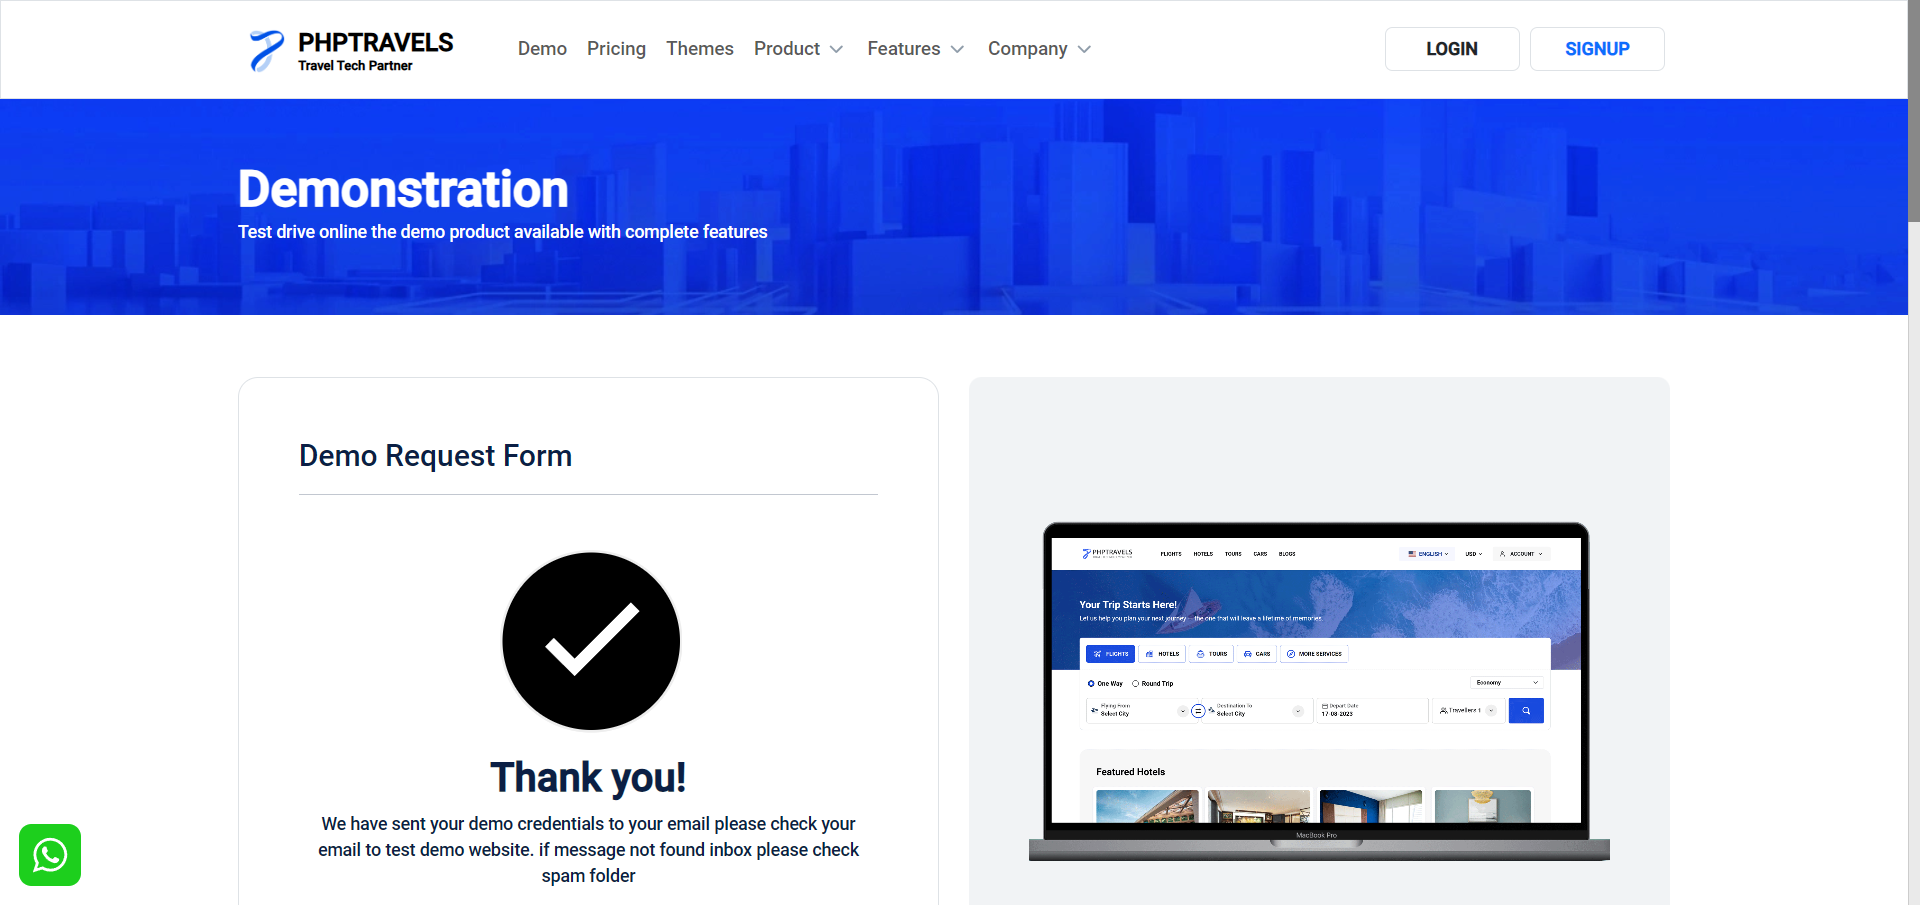 PHPTRAVELS
Travel Tech Partner
Demo Pricing Themes Product Features Company
LOGIN SIGNUP
Demonstration
Test drive online the demo product available with complete features
Demo Request Form
Thank you!
We have sent your demo credentials to your email please check your
email to test demo website. if message not found inbox please check
spam folder
PHPTRAVELS
FLIGHTS HOTELS TOURS CARS BLOGS
ENGLISH USD ACCOUNT
Your Trip Starts Here!
Let us help you plan your next journey – the one that will leave a lifetime of memories.
FLIGHTS HOTELS TOURS CARS MORE SERVICES
One Way Round Trip
Economy
Flying From
Select City
Destination To
Select City
Depart Date
17-08-2023
Travellers 1
Featured Hotels
MacBook Pro